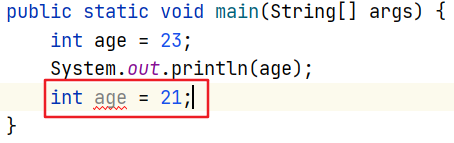 public static void main(String[] args) {
    int age = 23;
    System.out.println(age);
    int age = 21;
}